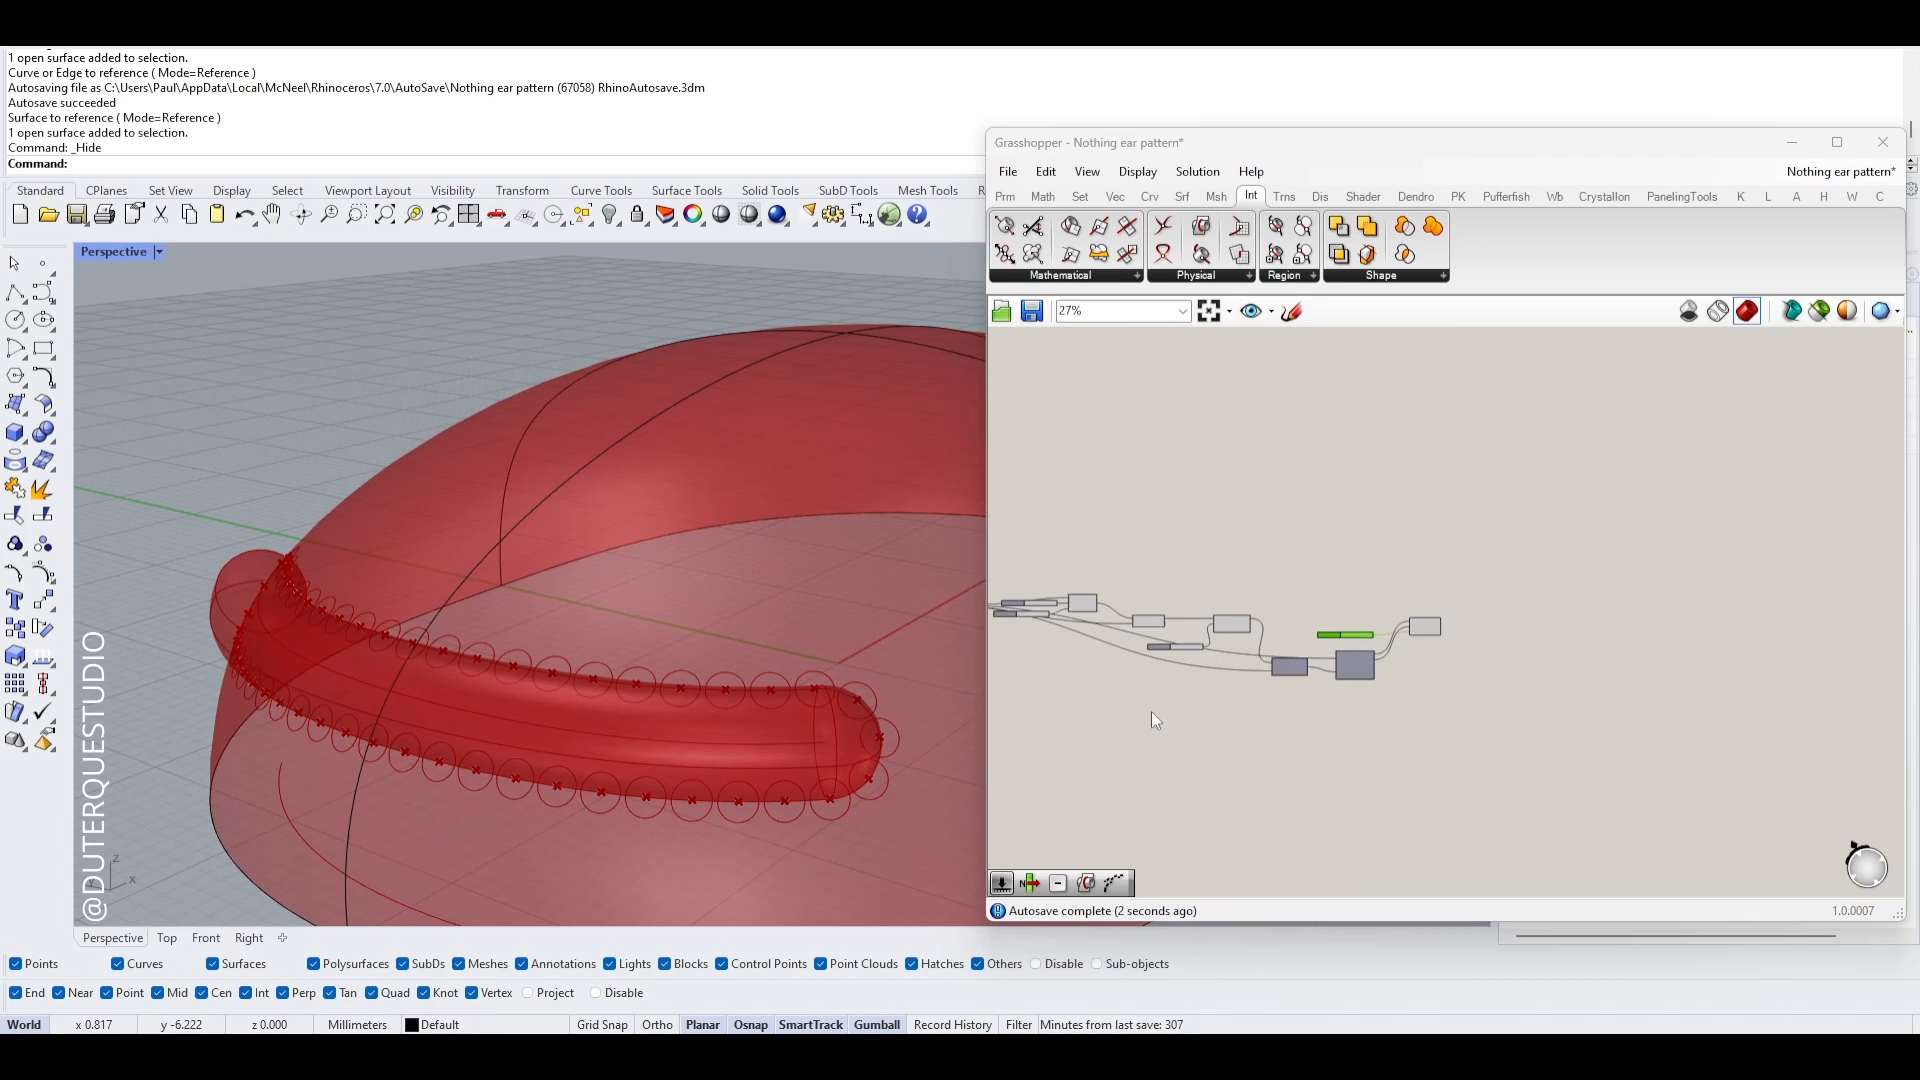 1 open surface added to selection.
Curve or Edge to reference ( Mode=Reference )
Autosaving file as C:\Users\Paul\AppData\Local\McNeel\Rhinoceros\7.0\AutoSave\Nothing ear pattern (67058) RhinoAutosave.3dm
Autosave succeeded
Surface to reference ( Mode=Reference )
1 open surface added to selection.
Command: _Hide
Command:
Standard CPlanes Set View Display Select Viewport Layout Visibility Transform Curve Tools Surface Tools Solid Tools SubD Tools Mesh Tools R
Perspective
@DUTERQUESTUDIO
z
x
Grasshopper - Nothing ear pattern*
File Edit View Display Solution Help Nothing ear pattern*
Prm Math Set Vec Crv Srf Msh Int Trns Dis Shader Dendro PK Pufferfish Wb Crystallon PanelingTools K L A H W C
Mathematical Physical Region Shape
27%
Autosave complete (2 seconds ago) 1.0.0007
Perspective Top Front Right
Points Curves Surfaces Polysurfaces SubDs Meshes Annotations Lights Blocks Control Points Point Clouds Hatches Others Disable Sub-objects
End Near Point Mid Cen Int Perp Tan Quad Knot Vertex Project Disable
World x 0.817 y -6.222 z 0.000 Millimeters Default Grid Snap Ortho Planar Osnap SmartTrack Gumball Record History Filter Minutes from last save: 307